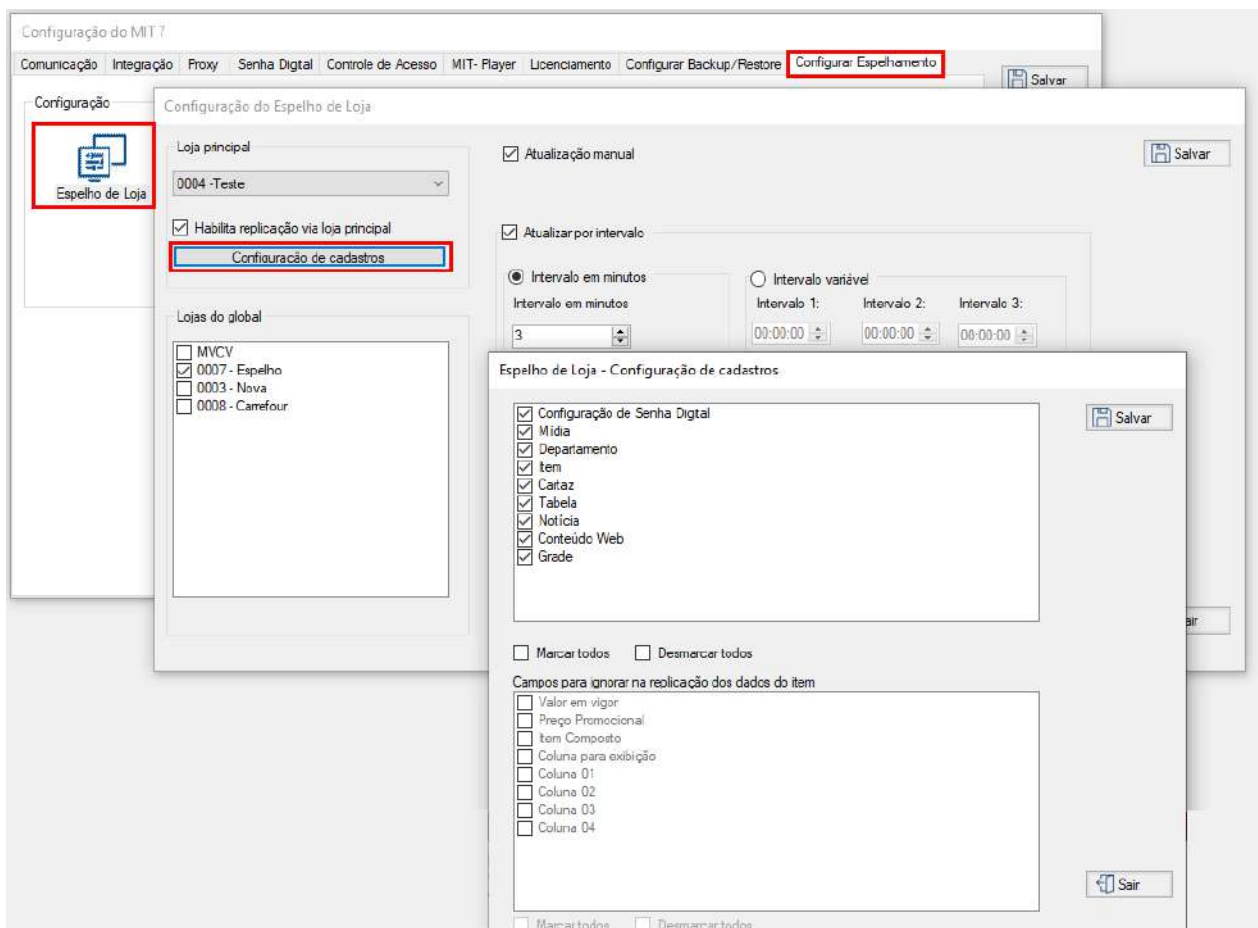 Configuração do MIT 7
Comunicação Integração Proxy Senha Digital Controle de Acesso MIT- Player Licenciamento Configurar Backup/Restore Configurar Espelhamento
Salvar
Configuração
Espelho de Loja
Configuração do Espelho de Loja
Loja principal
0004 -Teste
Habilita replicação via loja principal
Configuração de cadastros
Lojas do global
MVCV
0007 - Espelho
0003 - Nova
0008 - Carrefour
Atualização manual
Salvar
Atualizar por intervalo
Intervalo em minutos
Intervalo em minutos
3
Intervalo variável
Intervalo 1: Intervalo 2: Intervalo 3:
00:00:00 00:00:00 00:00:00
air
Espelho de Loja - Configuração de cadastros
Configuração de Senha Digital
Mídia
Departamento
Item
Cartaz
Tabela
Notícia
Conteúdo Web
Grade
Salvar
Marcar todos Desmarcar todos
Campos para ignorar na replicação dos dados do item
Valor em vigor
Preço Promocional
Item Composto
Coluna para exibição
Coluna 01
Coluna 02
Coluna 03
Coluna 04
Sair
Marcar todos Desmarcar todos